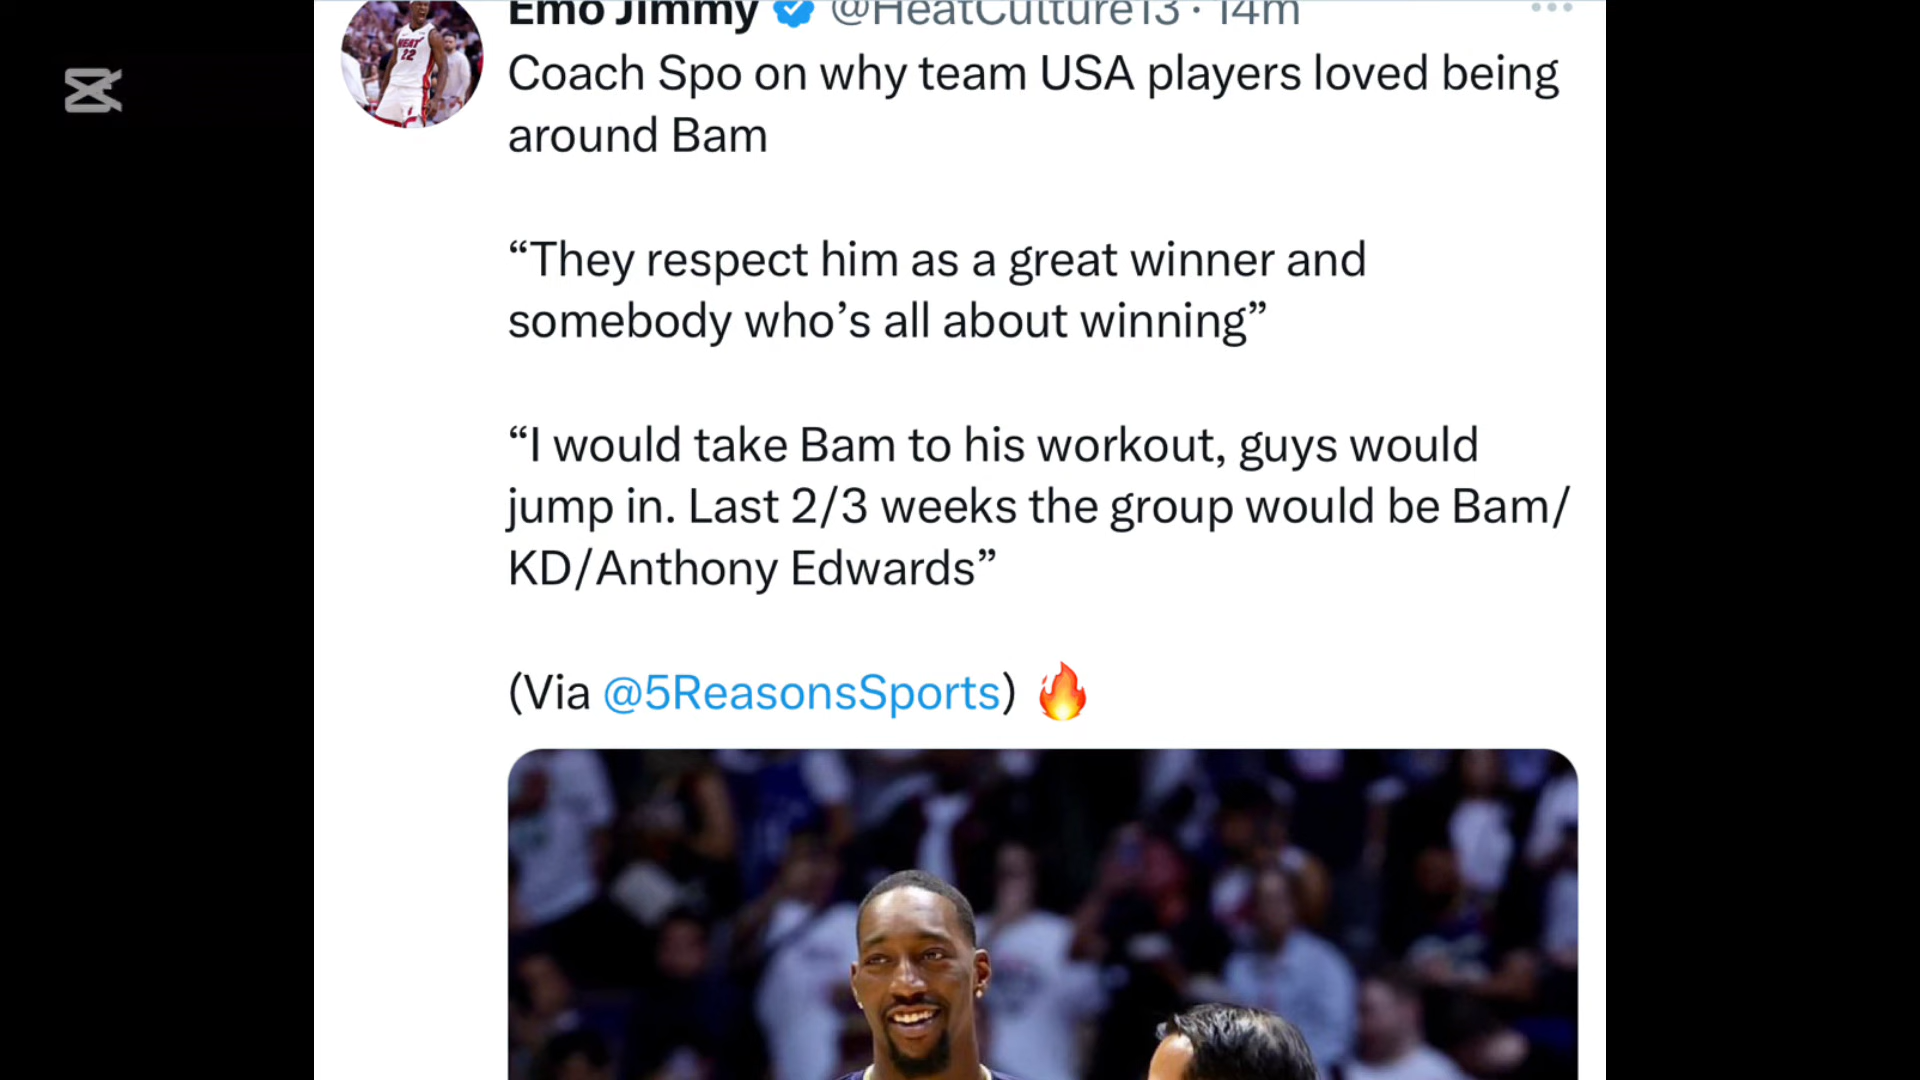 Emo Jimmy @HeatCulture13 · 14m
Coach Spo on why team USA players loved being
around Bam
“They respect him as a great winner and
somebody who’s all about winning”
“I would take Bam to his workout, guys would
jump in. Last 2/3 weeks the group would be Bam/
KD/Anthony Edwards”
(Via @5ReasonsSports) 🔥
HEAT
22